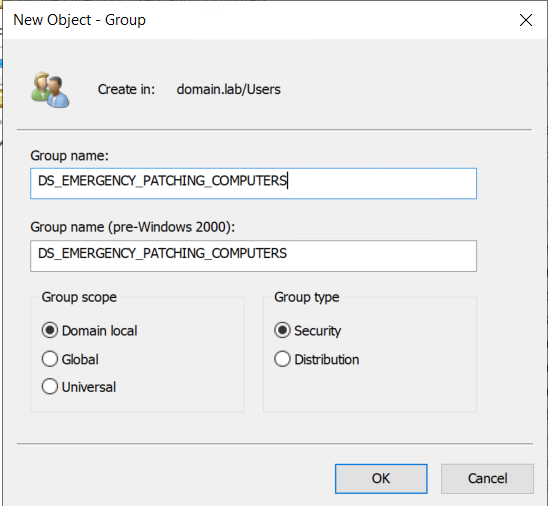 New Object - Group
Create in: domain.lab/Users
Group name:
DS_EMERGENCY_PATCHING_COMPUTERS
Group name (pre-Windows 2000):
DS_EMERGENCY_PATCHING_COMPUTERS
Group scope
Domain local
Global
Universal
Group type
Security
Distribution
OK Cancel